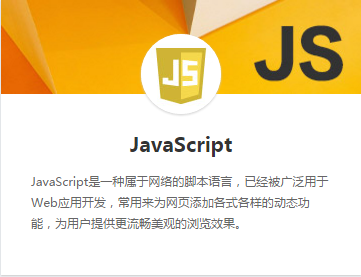 JS
JS
JavaScript
JavaScript是一种属于网络的脚本语言，已经被广泛用于
Web应用开发，常用来为网页添加各式各样的动态功
能，为用户提供更流畅美观的浏览效果。